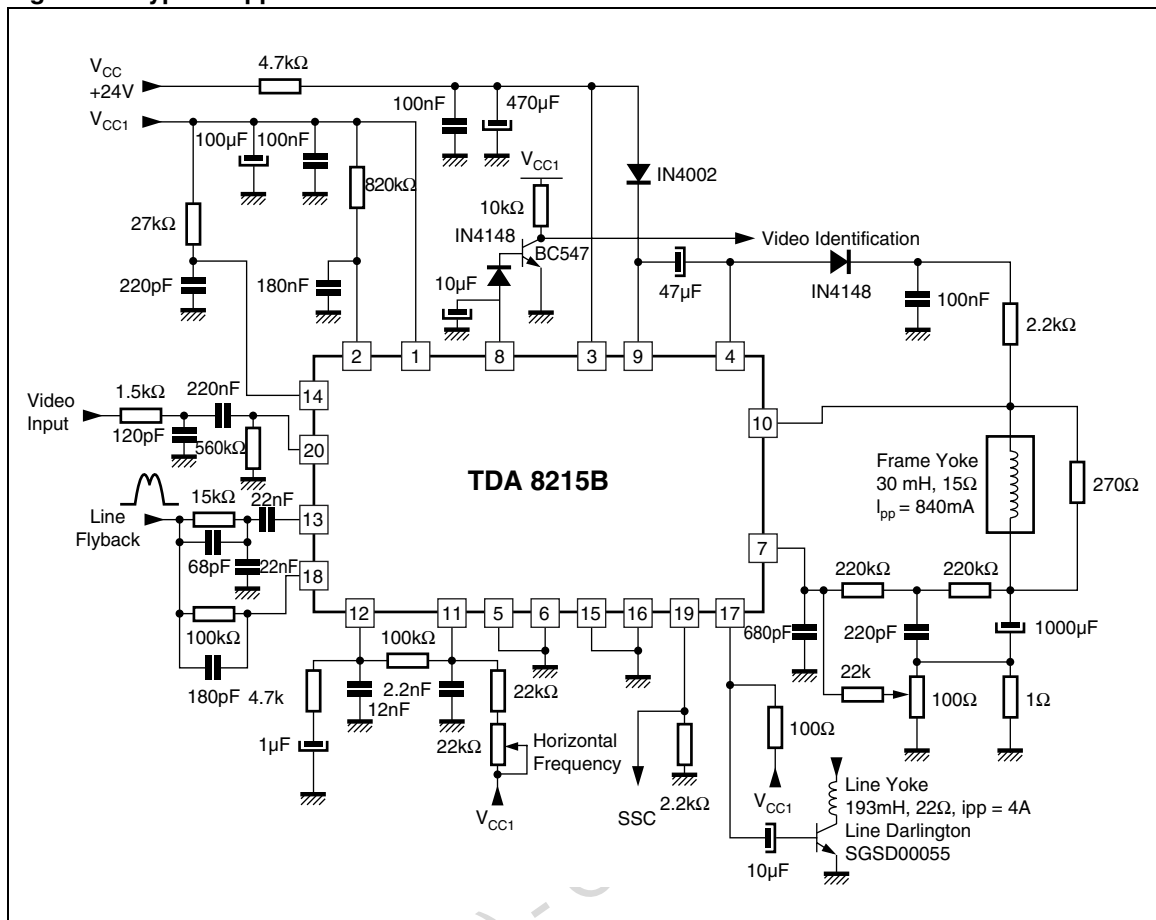 V_CC
+24V
4.7kΩ
V_CC1
100µF
100nF
100nF
470µF
820kΩ
V_CC1
10kΩ
IN4002
27kΩ
IN4148
BC547
Video Identification
220pF
180nF
10µF
47µF
IN4148
100nF
2.2kΩ
2
1
8
3
9
4
Video
Input
1.5kΩ
220nF
120pF
560kΩ
14
20
10
TDA 8215B
Frame Yoke
30 mH, 15Ω
I_pp = 840mA
270Ω
Line
Flyback
15kΩ
22nF
13
68pF
22nF
18
7
220kΩ
220kΩ
100kΩ
180pF
12
11
5
6
15
16
19
17
680pF
220pF
1000µF
4.7k
100kΩ
2.2nF
12nF
22kΩ
22k
100Ω
1Ω
1µF
22kΩ
Horizontal
Frequency
V_CC1
SSC
2.2kΩ
100Ω
V_CC1
10µF
Line Yoke
193mH, 22Ω, ipp = 4A
Line Darlington
SGSD00055